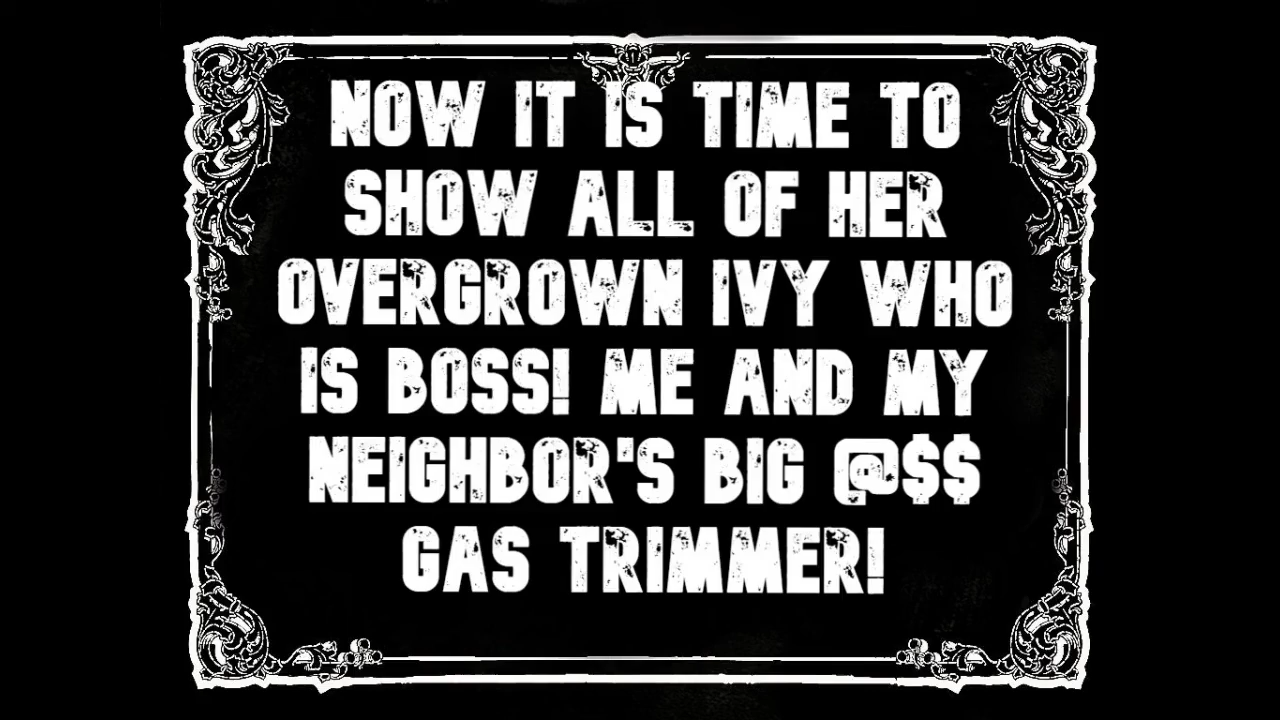 NOW IT IS TIME TO
SHOW ALL OF HER
OVERGROWN IVY WHO
IS BOSS! ME AND MY
NEIGHBOR'S BIG @$$
GAS TRIMMER!